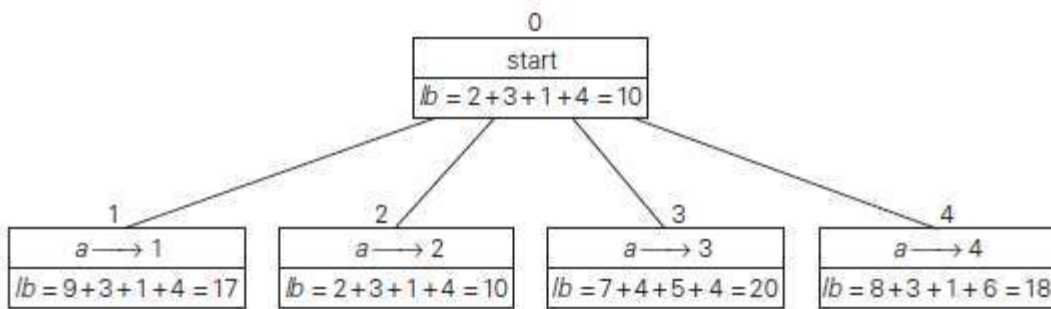 0
start
lb = 2 + 3 + 1 + 4 = 10
1 2 3 4
a ⟶ 1 a ⟶ 2 a ⟶ 3 a ⟶ 4
lb = 9 + 3 + 1 + 4 = 17 lb = 2 + 3 + 1 + 4 = 10 lb = 7 + 4 + 5 + 4 = 20 lb = 8 + 3 + 1 + 6 = 18